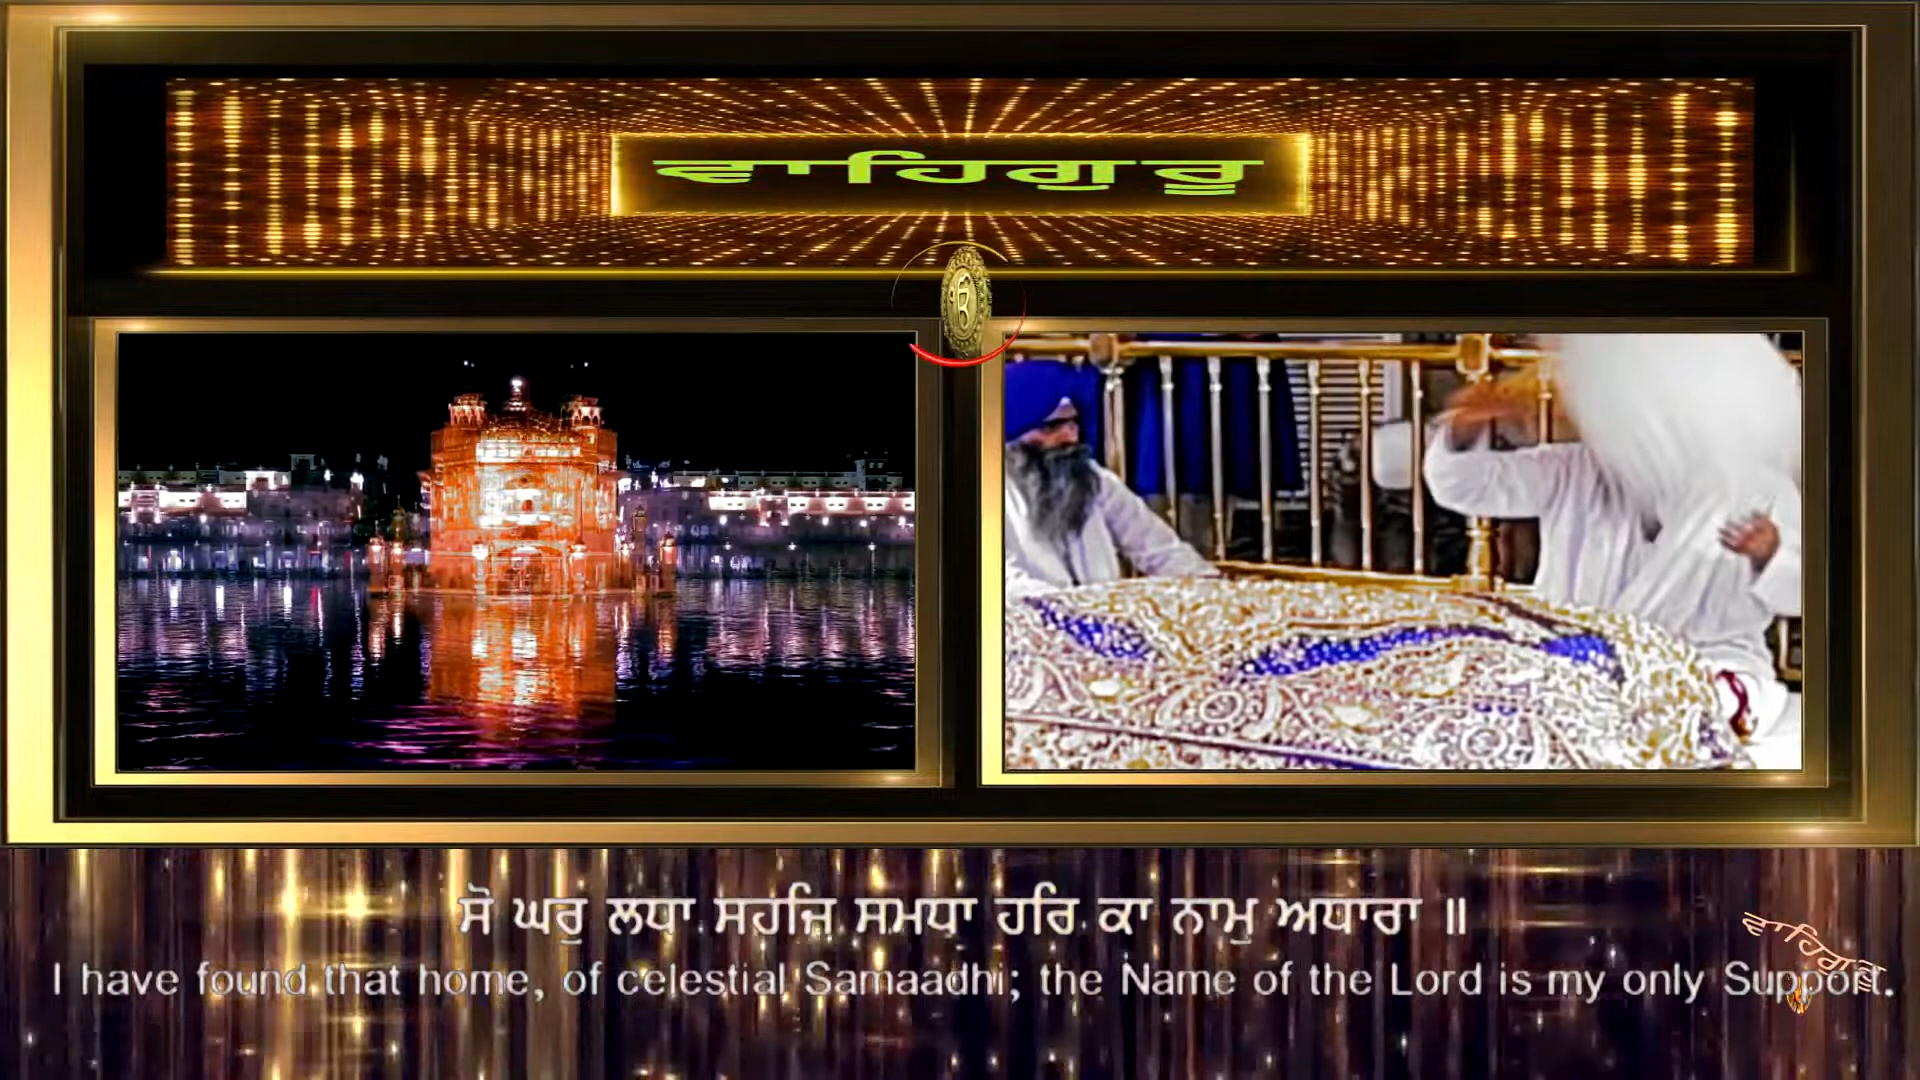 ਵਾਹਿਗੁਰੂ
ੴ
ਸੋ ਘਰੁ ਲਧਾ ਸਹਜਿ ਸਮਧਾ ਹਰਿ ਕਾ ਨਾਮੁ ਅਧਾਰਾ ॥
I have found that home, of celestial Samaadhi; the Name of the Lord is my only Support.
ਵਾਹਿਗੁਰੂ